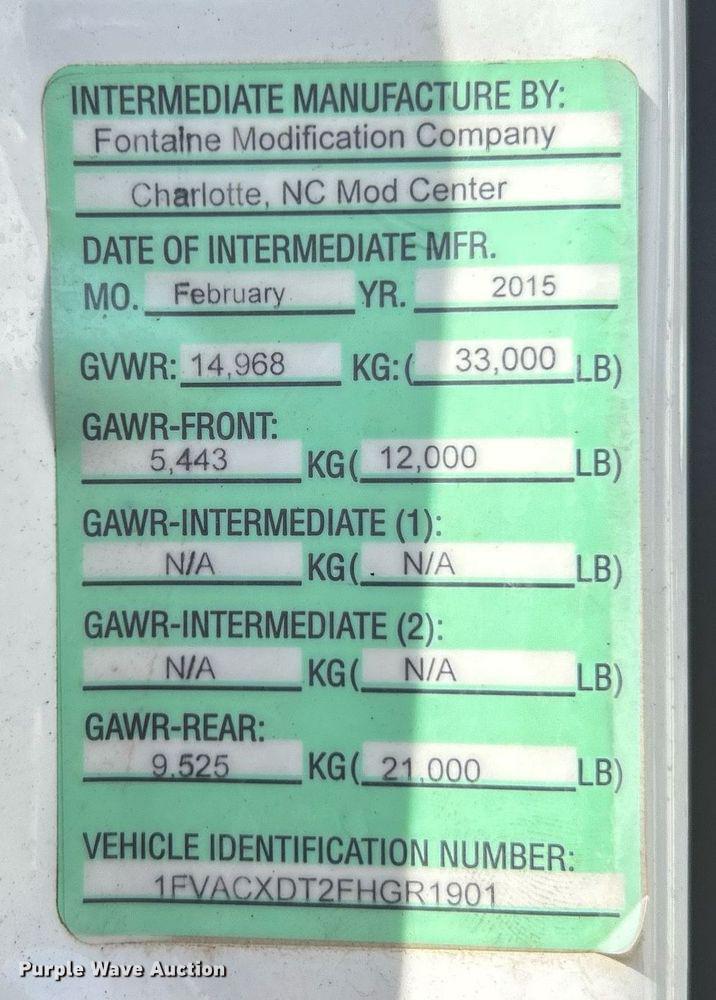 INTERMEDIATE MANUFACTURE BY:
Fontaine Modification Company
Charlotte, NC Mod Center
DATE OF INTERMEDIATE MFR.
MO. February YR. 2015
GVWR: 14,968 KG: ( 33,000 LB)
GAWR-FRONT:
5,443 KG( 12,000 LB)
GAWR-INTERMEDIATE (1):
N/A KG( N/A LB)
GAWR-INTERMEDIATE (2):
N/A KG( N/A LB)
GAWR-REAR:
9,525 KG( 21,000 LB)
VEHICLE IDENTIFICATION NUMBER:
1FVACXDT2FHGR1901
Purple Wave Auction